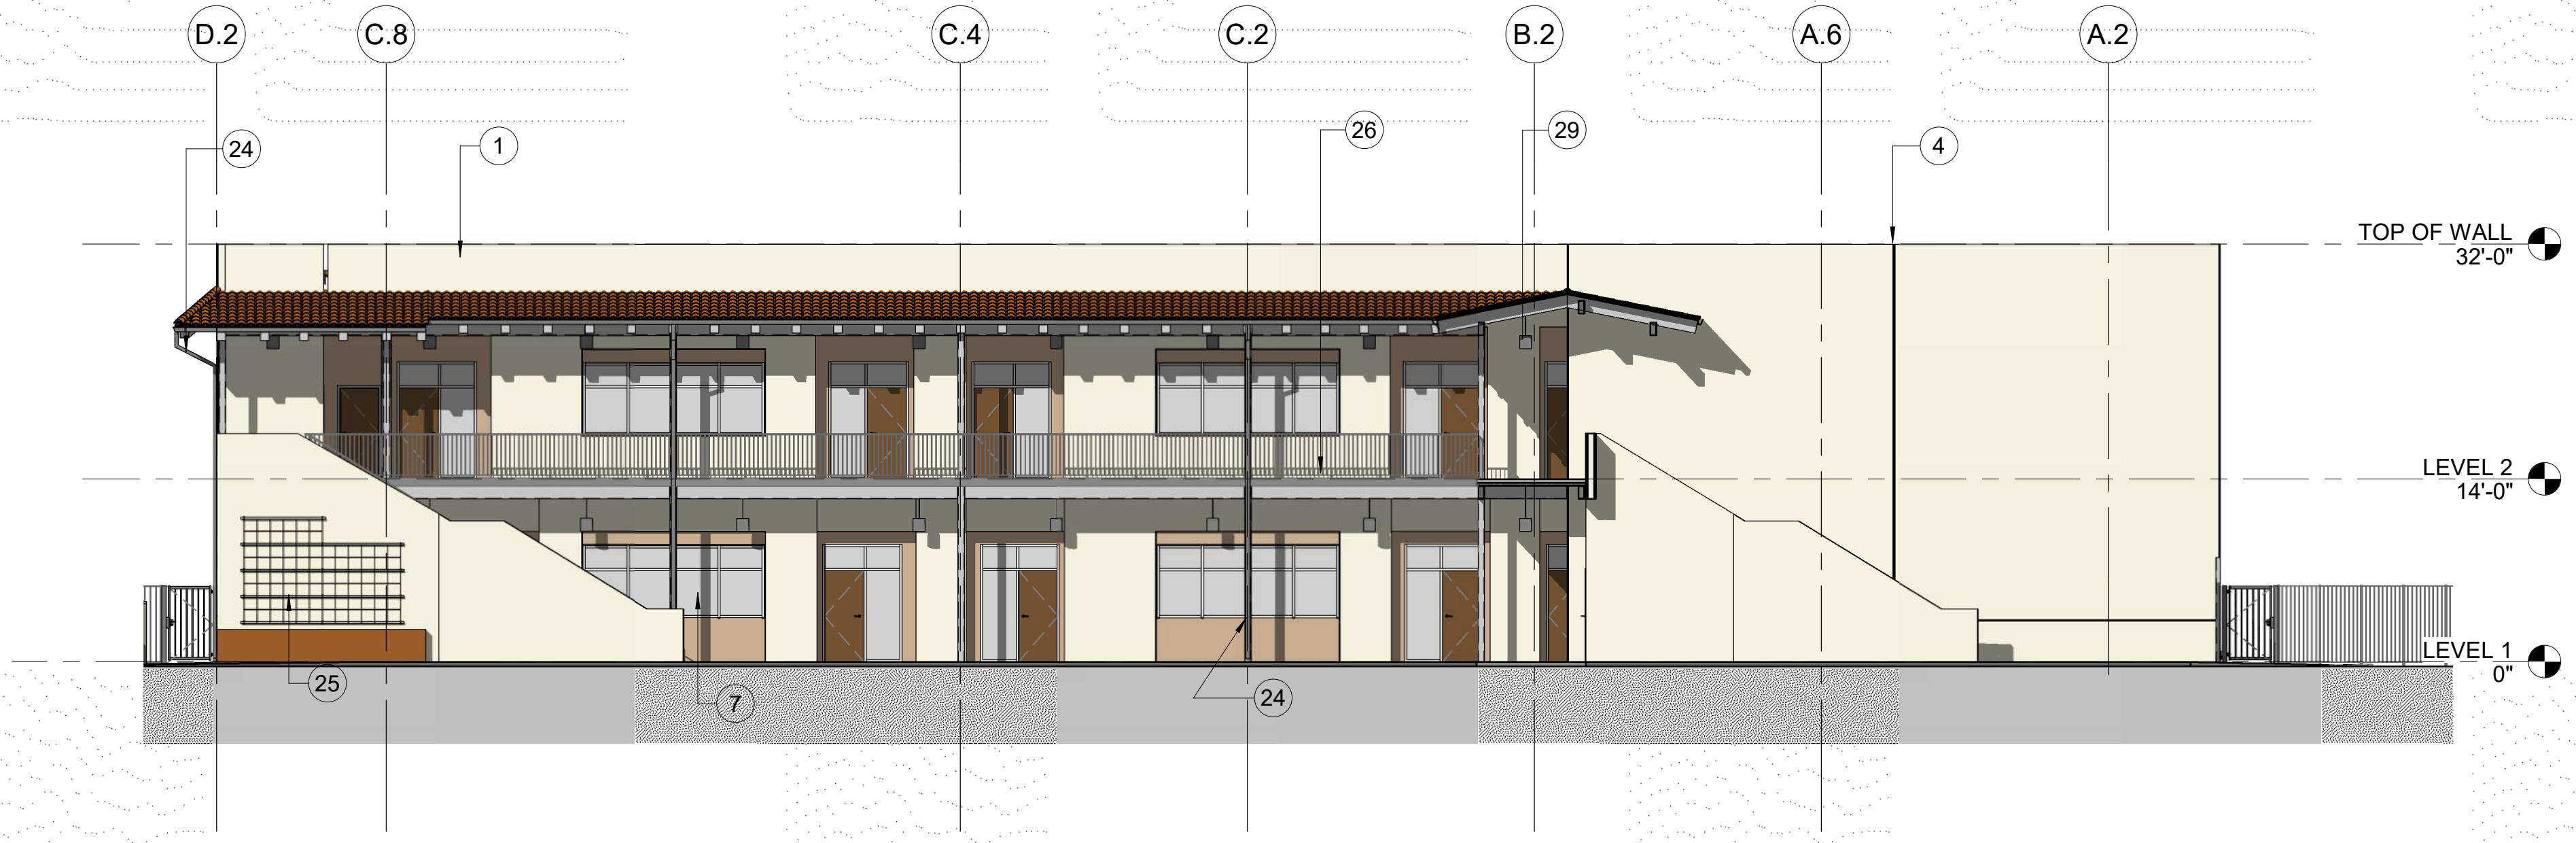 D.2
C.8
C.4
C.2
B.2
A.6
A.2
26
29
24
1
4
TOP OF WALL
32'-0"
LEVEL 2
14'-0"
LEVEL 1
0"
25
7
24